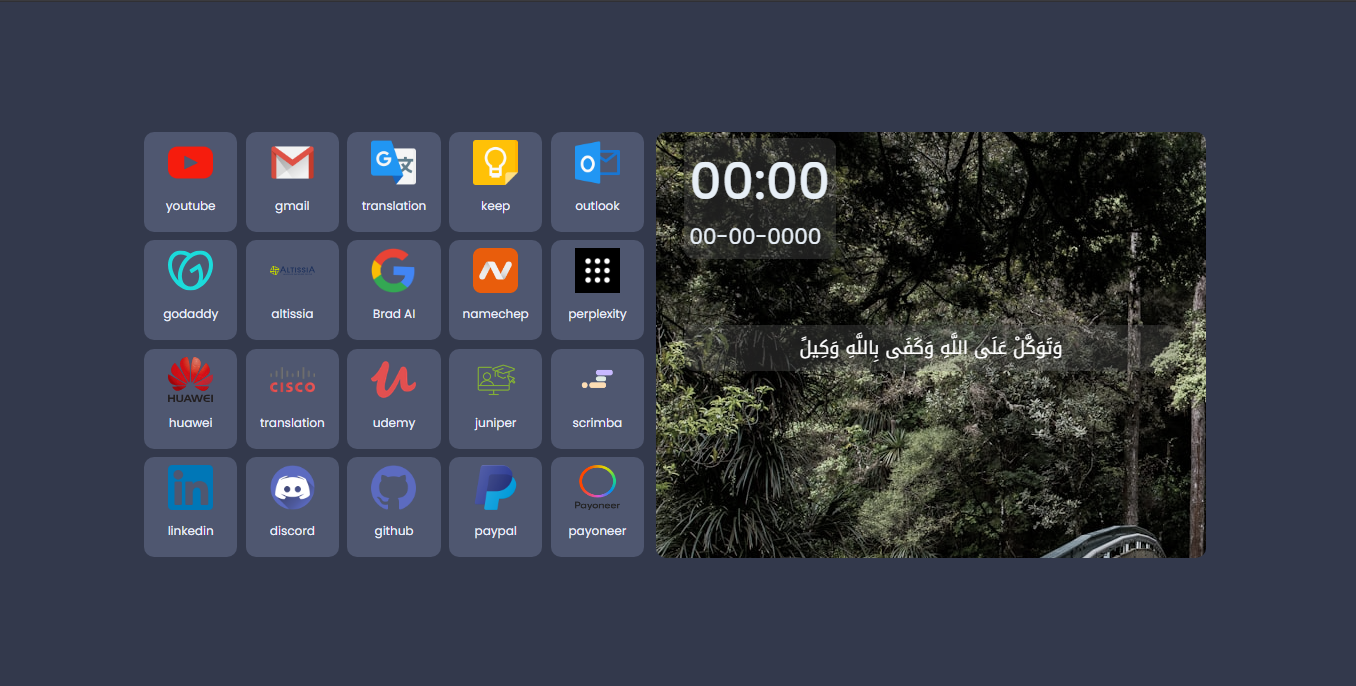 youtube
gmail
translation
keep
outlook
godaddy
ALTISSIA
altissia
Brad AI
namechep
perplexity
HUAWEI
huawei
CISCO
translation
udemy
juniper
scrimba
linkedin
discord
github
paypal
Payoneer
payoneer
00:00
00-00-0000
وَتَوَكَّلْ عَلَى اللَّهِ وَكَفَى بِاللَّهِ وَكِيلً